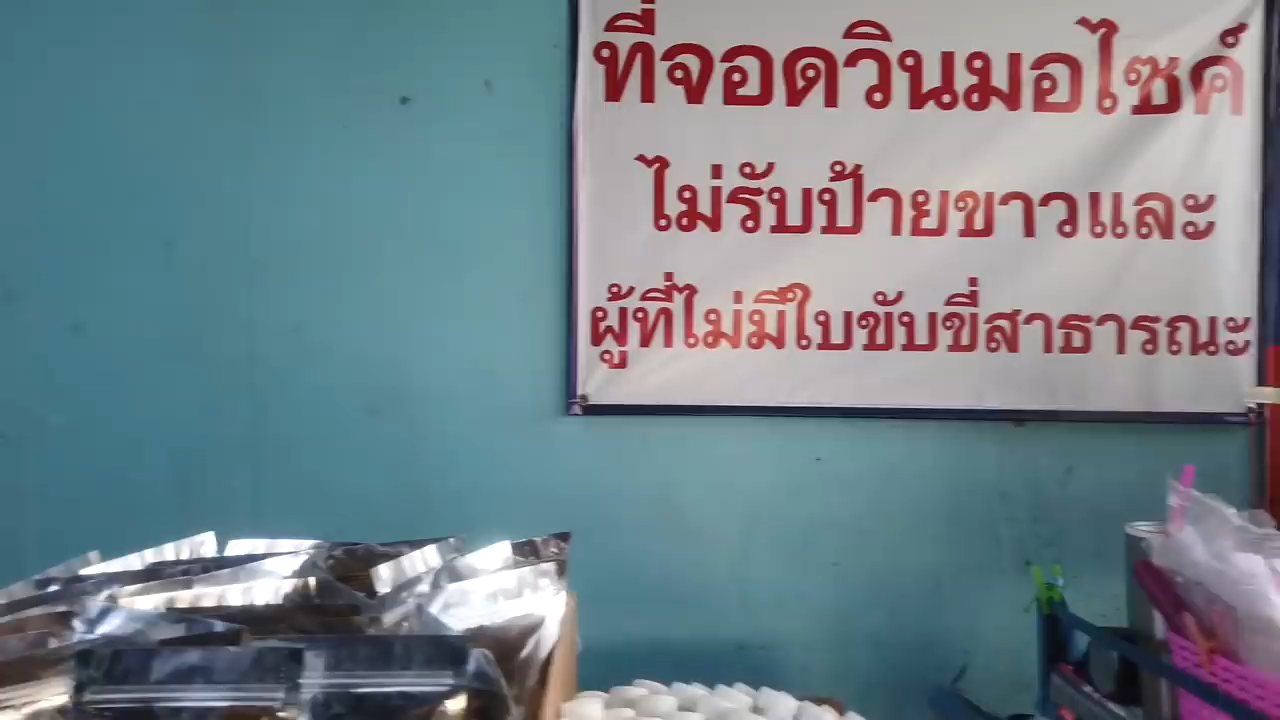 ที่จอดวินมอไซค์
ไม่รับป้ายขาวและ
ผู้ที่ไม่มีใบขับขี่สาธารณะ